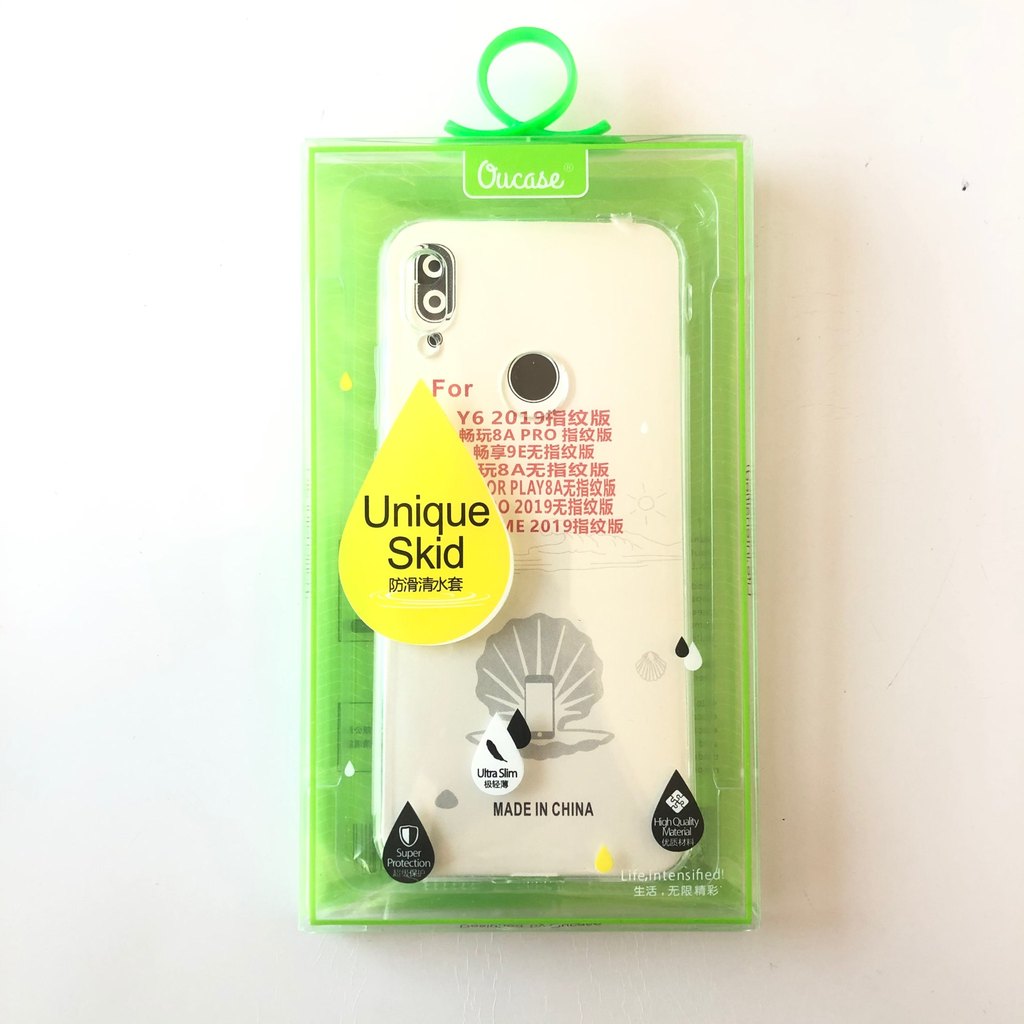 Oucase®
For
Y6 2019指纹版
畅玩8A PRO 指纹版
畅享9E无指纹版
玩8A无指纹版
OR PLAY8A无指纹版
O 2019无指纹版
ME 2019指纹版
Unique
Skid
防滑清水套
Ultra Slim
极轻薄
MADE IN CHINA
High Quality
Material
优质材料
Super
Protection
超级保护
Life,Intensified!
生活，无限精彩